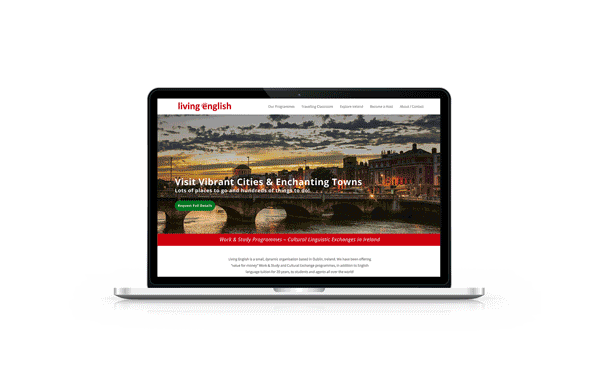 living english
Our Programmes Travelling Classroom Explore Ireland Become a Host About / Contact
Visit Vibrant Cities & Enchanting Towns
Lots of places to go and hundreds of things to do!
Request Full Details
Work & Study Programmes – Cultural Linguistic Exchanges in Ireland
Living English is a small, dynamic organisation based in Dublin, Ireland. We have been offering
"value for money" Work & Study and Cultural Exchange programmes, in addition to English
language tuition for 20 years, to students and agents all over the world!